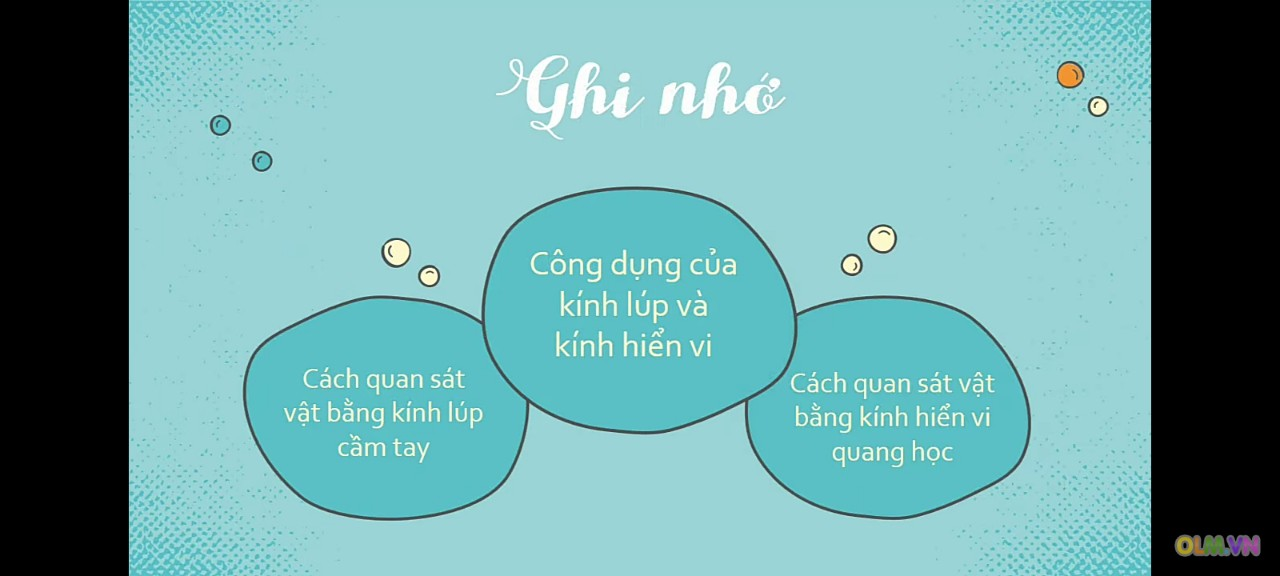 Ghi nhớ
Công dụng của
kính lúp và
kính hiển vi
Cách quan sát
vật bằng kính lúp
cầm tay
Cách quan sát vật
bằng kính hiển vi
quang học
OLM.VN